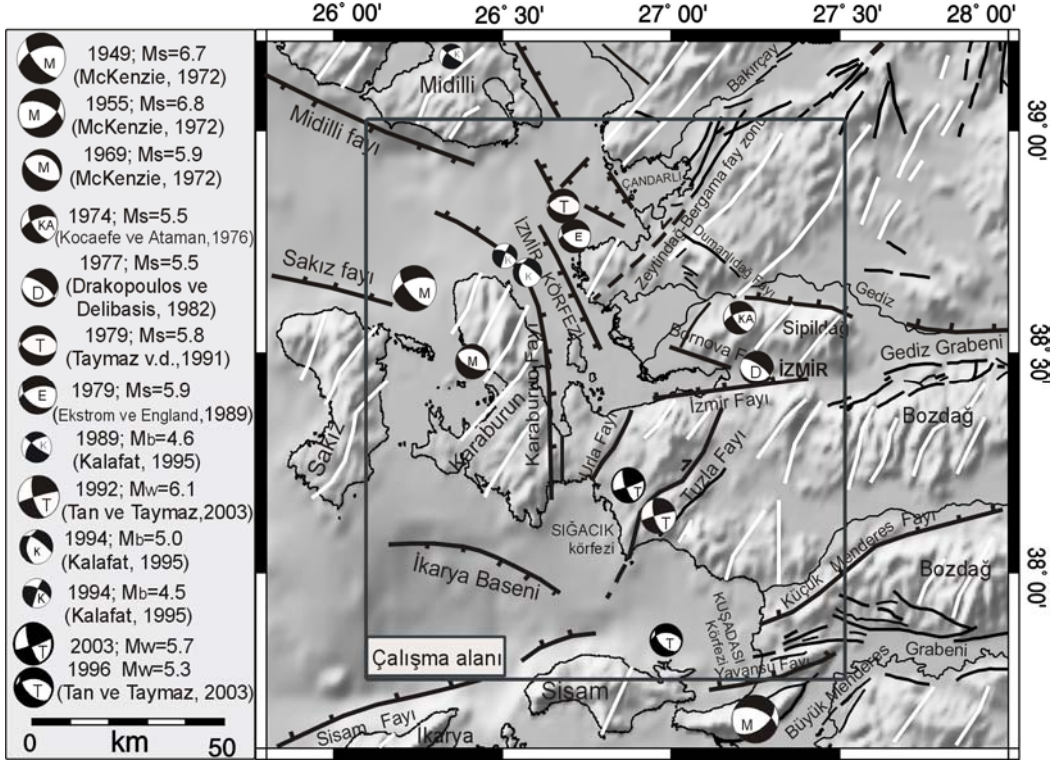 26° 00'
26° 30'
27° 00'
27° 30'
28° 00'
39° 00'
38° 30'
38° 00'
M
1949; Ms=6.7
(McKenzie, 1972)
M
1955; Ms=6.8
(McKenzie, 1972)
M
1969; Ms=5.9
(McKenzie, 1972)
KA
1974; Ms=5.5
(Kocaefe ve Ataman,1976)
D
1977; Ms=5.5
(Drakopoulos ve
Delibasis, 1982)
T
1979; Ms=5.8
(Taymaz v.d., 1991)
E
1979; Ms=5.9
(Ekstrom ve England,1989)
K
1989; Mb=4.6
(Kalafat, 1995)
T
1992; Mw=6.1
(Tan ve Taymaz,2003)
K
1994; Mb=5.0
(Kalafat, 1995)
K
1994; Mb=4.5
(Kalafat, 1995)
T
2003; Mw=5.7
T
1996 Mw=5.3
(Tan ve Taymaz, 2003)
0 km 50
K
Midilli
Bakırçay
Midilli fayı
ÇANDARLI
Zeytindağ Bergama fay zonu
T
E
İZMİR KÖRFEZİ
Dumanlıdağ Fayı
K
K
Sakız fayı
M
Gediz
KA
Sipildağ
Bornova Fa
Gediz Grabeni
M
D
İZMİR
İzmir Fayı
Bozdağ
Karaburun
Karaburun Fayı
Sakız
Urla Fayı
Tuzla Fayı
T
T
SIĞACIK
körfezi
İkarya Baseni
Küçük Menderes Fayı
Bozdağ
KUŞADASI
Körfezi
T
Çalışma alanı
Yavansu Fayı
Büyük Menderes
Grabeni
Sisam
M
Sisam Fayı
İkarya